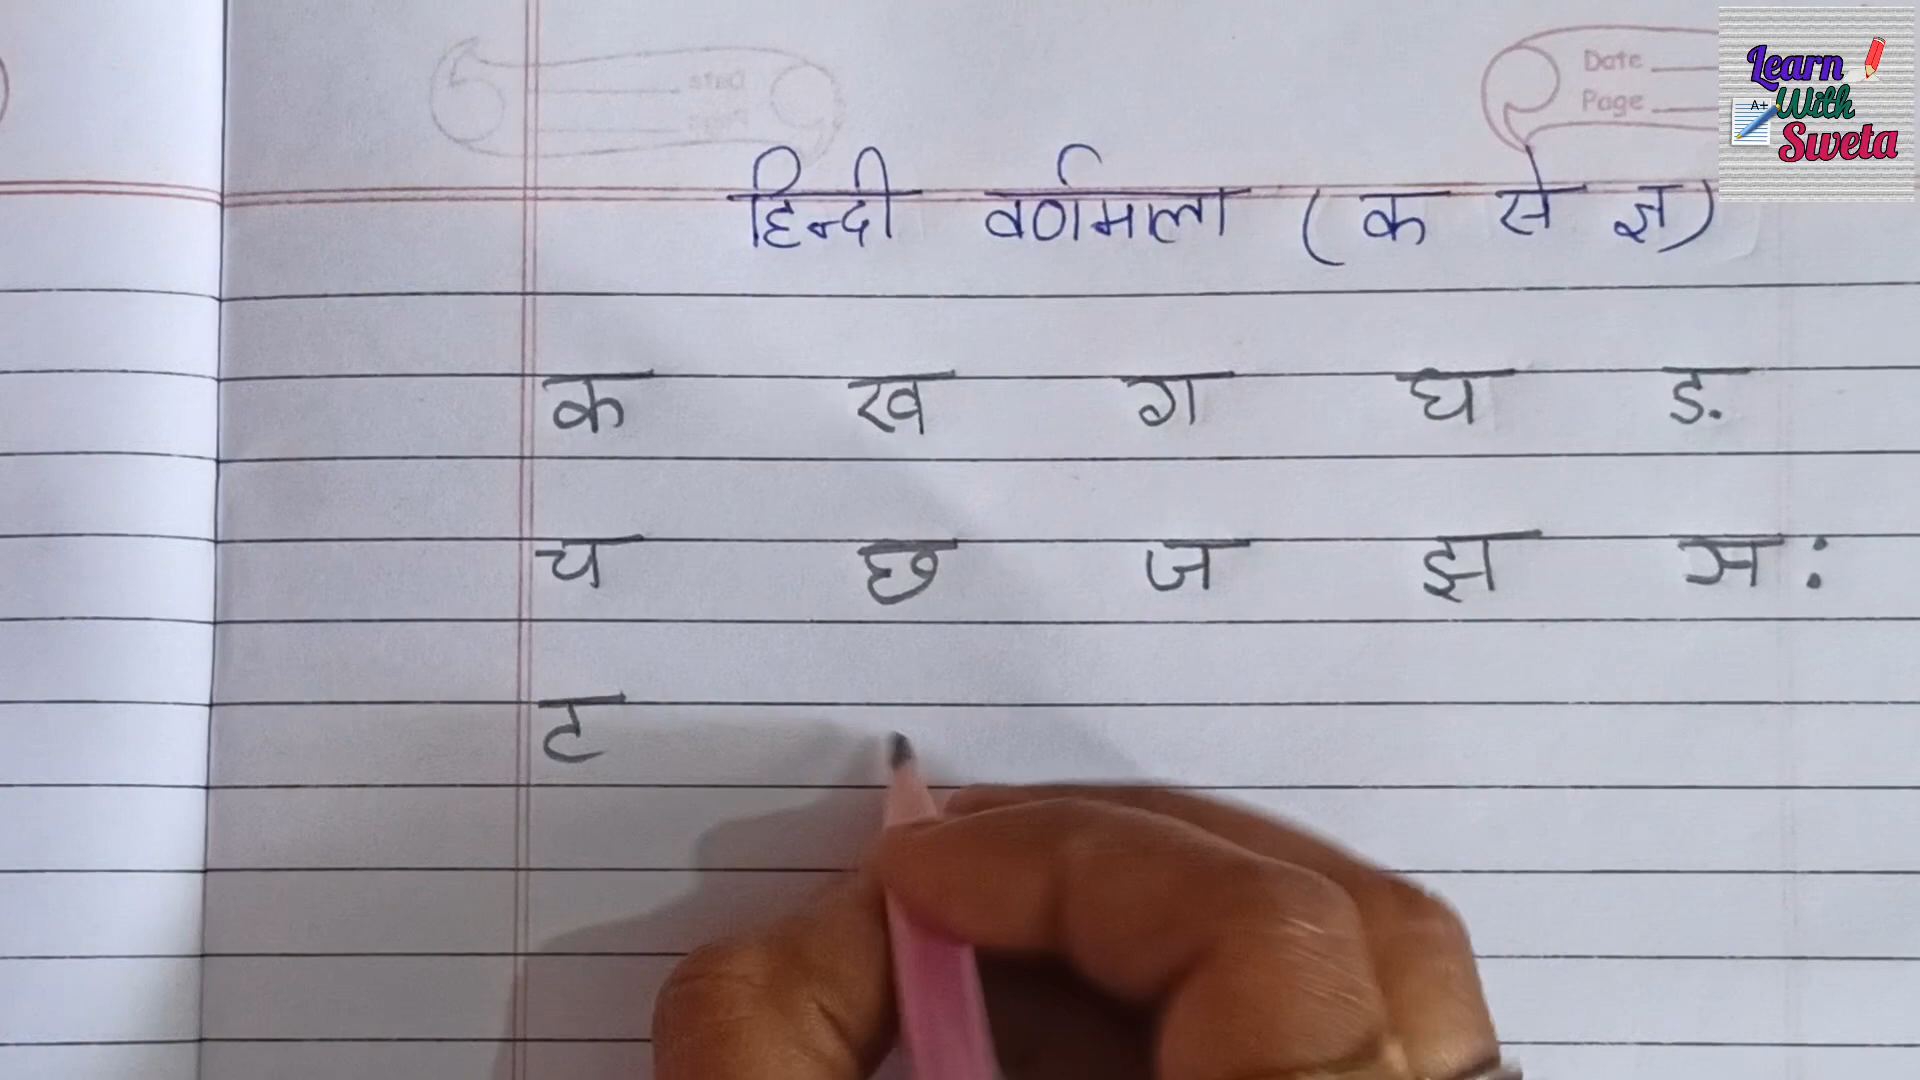 Date
Page
Learn
A+ With
Sweta
हिन्दी वर्णमाला (क से ज्ञ)
क ख ग घ ङ
च छ ज झ ञ:
ट